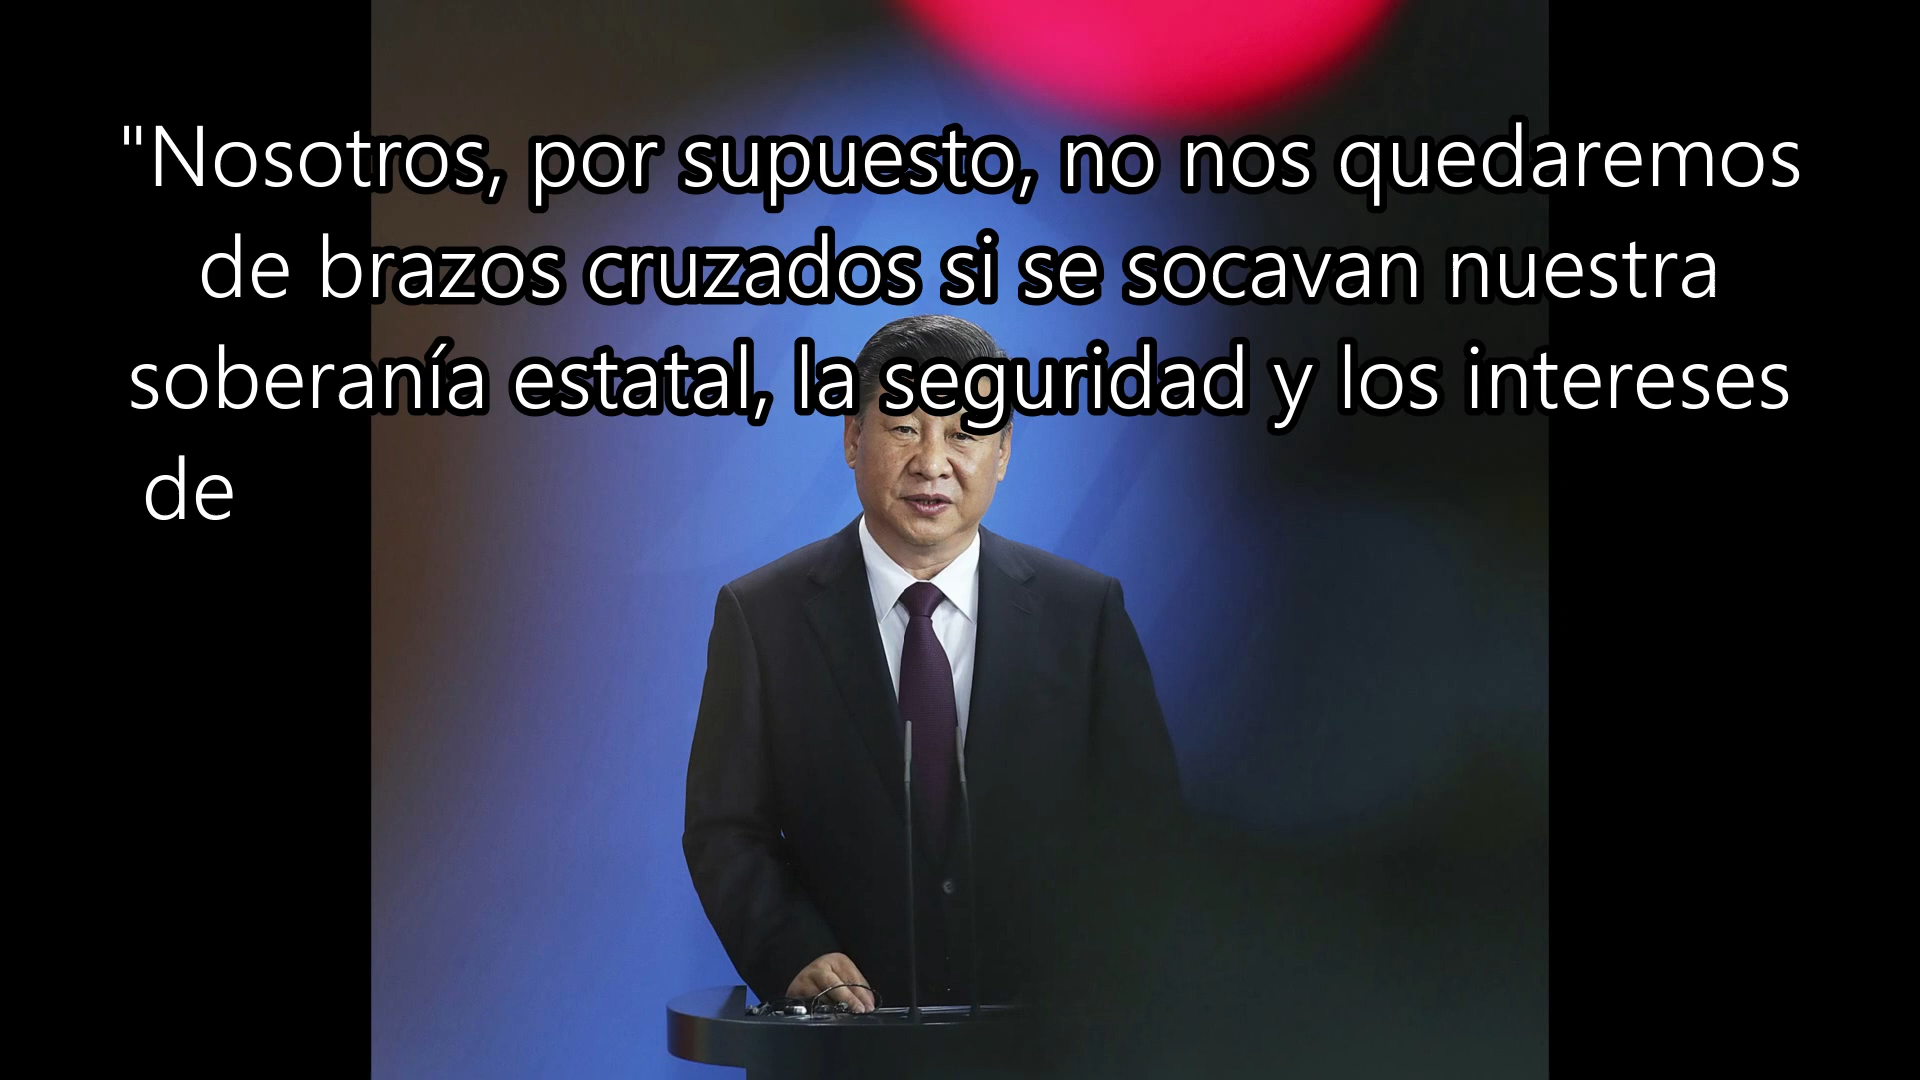 "Nosotros, por supuesto, no nos quedaremos
de brazos cruzados si se socavan nuestra
soberanía estatal, la seguridad y los intereses
de